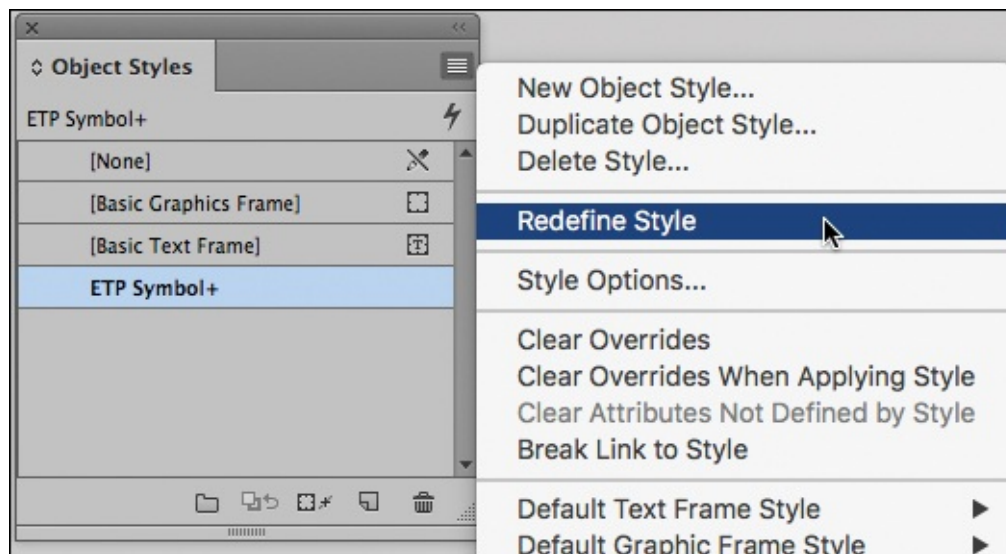 Object Styles
ETP Symbol+
[None]
[Basic Graphics Frame]
[Basic Text Frame]
ETP Symbol+
New Object Style...
Duplicate Object Style...
Delete Style...
Redefine Style
Style Options...
Clear Overrides
Clear Overrides When Applying Style
Clear Attributes Not Defined by Style
Break Link to Style
Default Text Frame Style
Default Graphic Frame Style